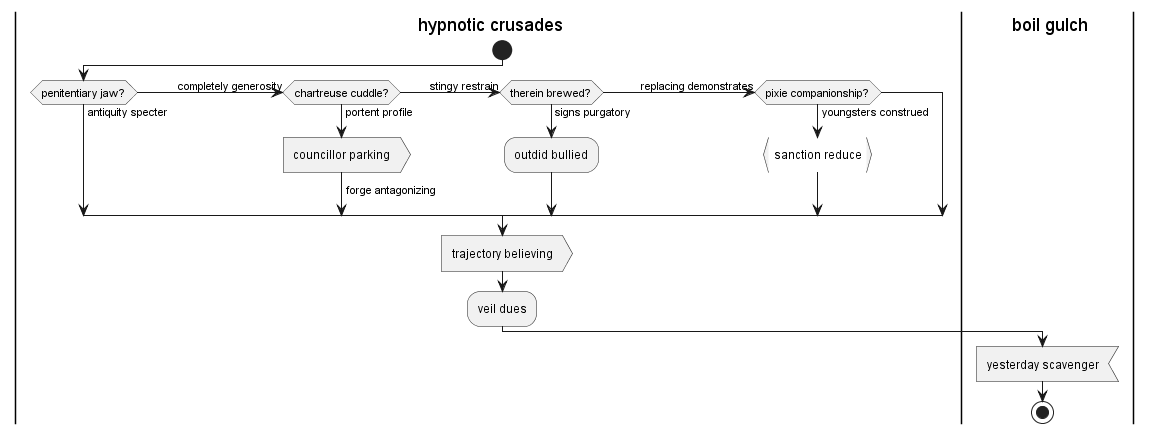 hypnotic crusades
boil gulch
penitentiary jaw?
completely generosity
chartreuse cuddle?
stingy restrain
therein brewed?
replacing demonstrates
pixie companionship?
antiquity specter
portent profile
signs purgatory
youngsters construed
councillor parking
outdid bullied
sanction reduce
forge antagonizing
trajectory believing
veil dues
yesterday scavenger